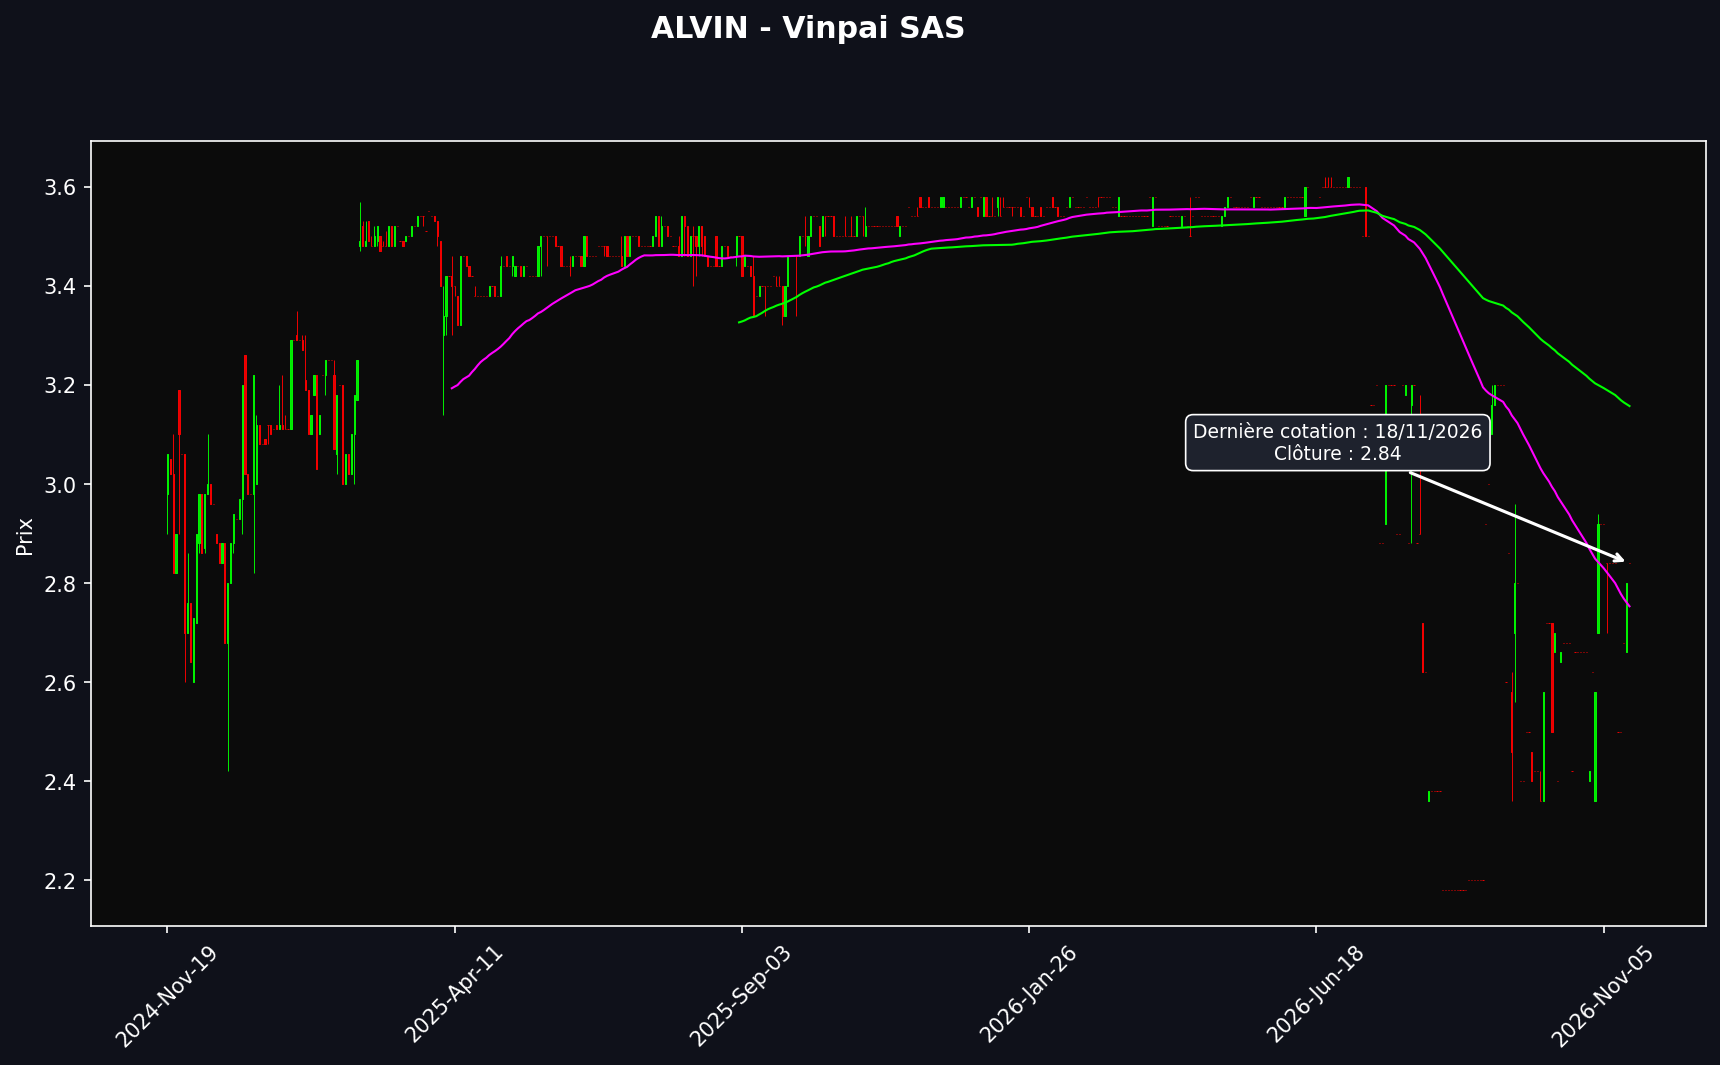 ALVIN - Vinpai SAS
Prix
3.6
3.4
3.2
3.0
2.8
2.6
2.4
2.2
Dernière cotation : 18/11/2026
Clôture : 2.84
2024-Nov-19
2025-Apr-11
2025-Sep-03
2026-Jan-26
2026-Jun-18
2026-Nov-05